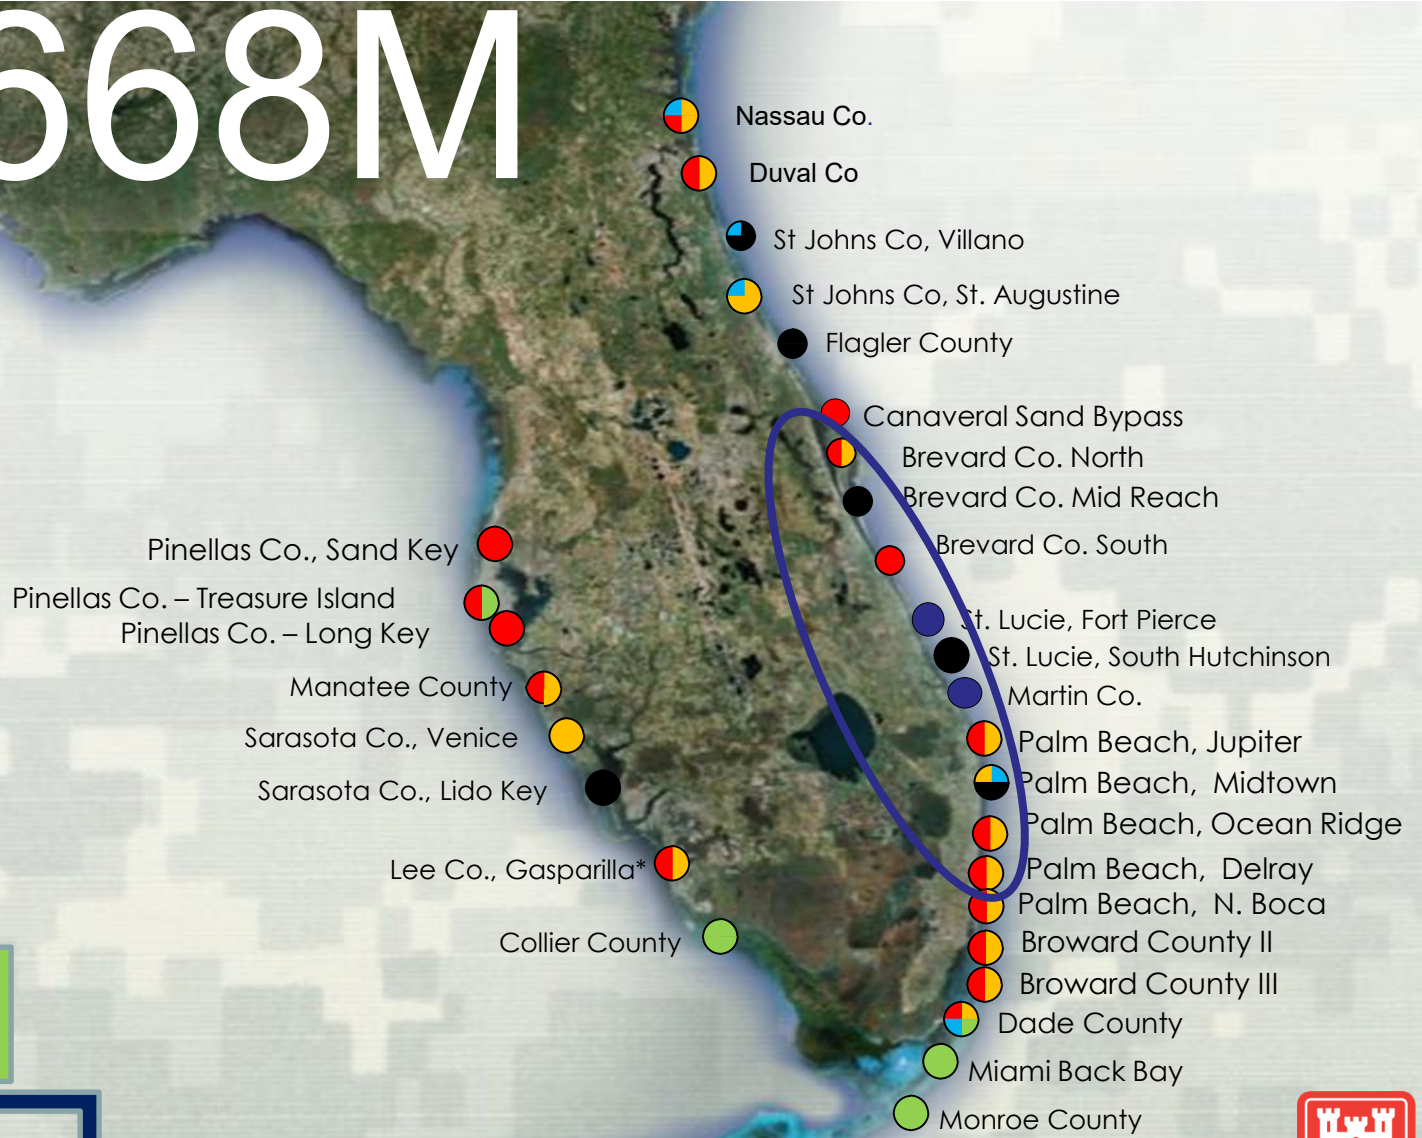 668M
Nassau Co.
Duval Co
St Johns Co, Villano
St Johns Co, St. Augustine
Flagler County
Canaveral Sand Bypass
Brevard Co. North
Brevard Co. Mid Reach
Brevard Co. South
Pinellas Co., Sand Key
Pinellas Co. – Treasure Island
Pinellas Co. – Long Key
St. Lucie, Fort Pierce
St. Lucie, South Hutchinson
Manatee County
Martin Co.
Sarasota Co., Venice
Palm Beach, Jupiter
Sarasota Co., Lido Key
Palm Beach, Midtown
Palm Beach, Ocean Ridge
Lee Co., Gasparilla*
Palm Beach, Delray
Palm Beach, N. Boca
Collier County
Broward County II
Broward County III
Dade County
Miami Back Bay
Monroe County